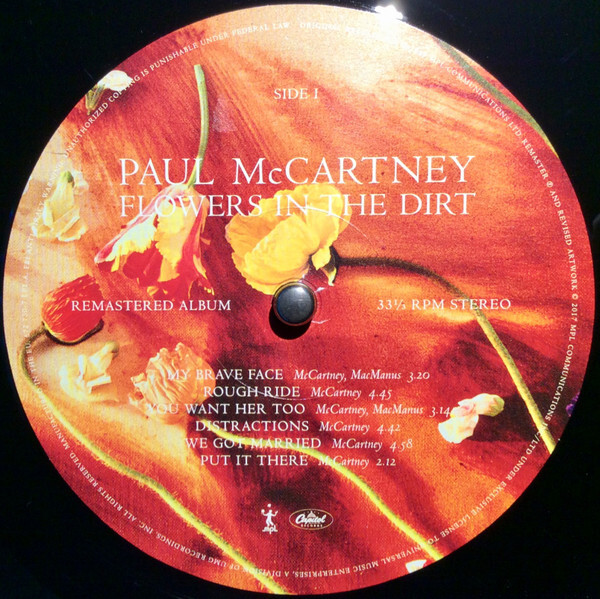 SIDE 1
PAUL McCARTNEY
FLOWERS IN THE DIRT
REMASTERED ALBUM
33⅓ RPM STEREO
MY BRAVE FACE McCartney, MacManus 3.20
ROUGH RIDE McCartney 4.45
YOU WANT HER TOO McCartney, MacManus 3.14
DISTRACTIONS McCartney 4.42
WE GOT MARRIED McCartney 4.58
PUT IT THERE McCartney 2.12
mpl
Capitol
RECORDS
COMMUNICATIONS LTD. REMASTER ℗ AND REVISED ARTWORK © 2017 MPL COMMUNICATIONS
LTD UNDER EXCLUSIVE LICENSE TO UNIVERSAL MUSIC ENTERPRISES, A DIVISION OF UMG RECORDINGS, INC. ALL RIGHTS RESERVED.
COPYING IS PUNISHABLE UNDER FEDERAL LAW